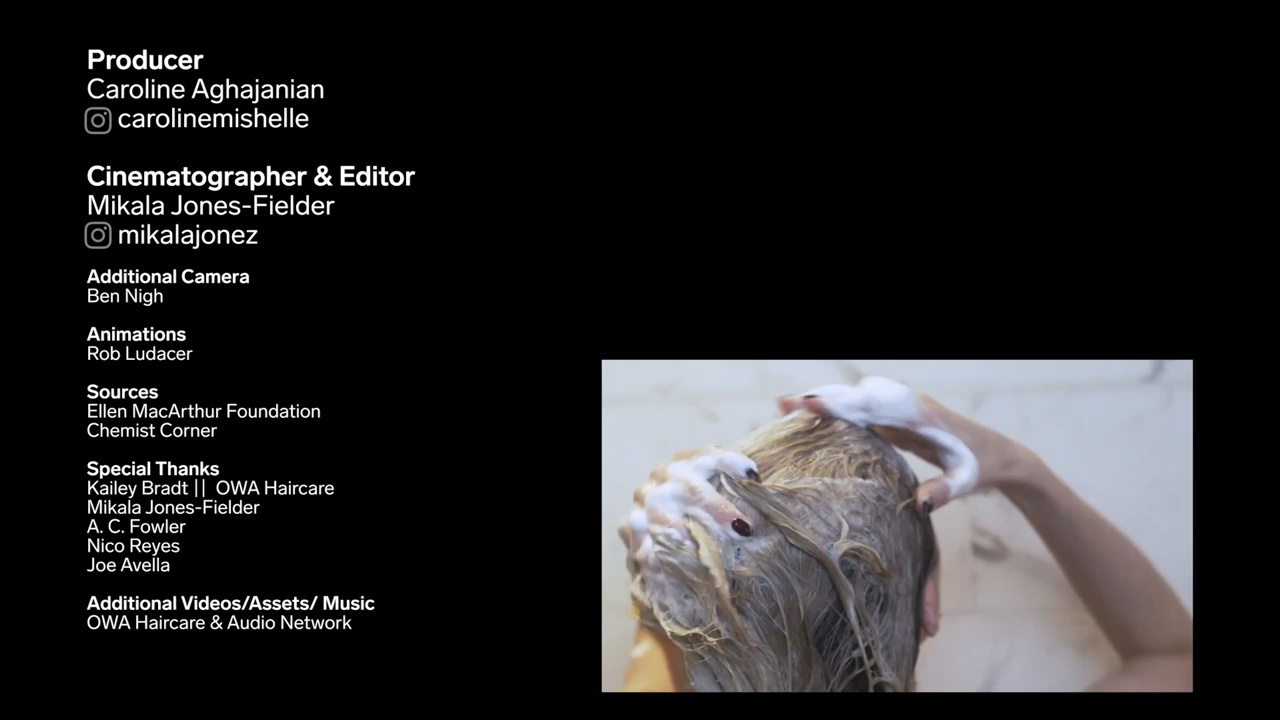 Producer
Caroline Aghajanian
carolinemishelle
Cinematographer & Editor
Mikala Jones-Fielder
mikalajonez
Additional Camera
Ben Nigh
Animations
Rob Ludacer
Sources
Ellen MacArthur Foundation
Chemist Corner
Special Thanks
Kailey Bradt || OWA Haircare
Mikala Jones-Fielder
A. C. Fowler
Nico Reyes
Joe Avella
Additional Videos/Assets/ Music
OWA Haircare & Audio Network